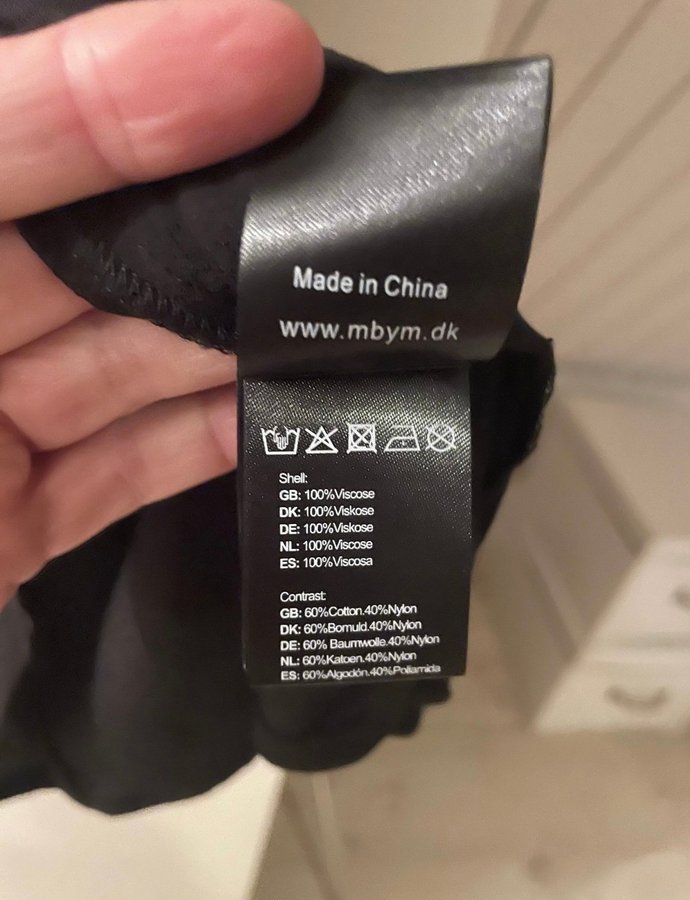 Made in China
www.mbym.dk
Shell:
GB: 100%Viscose
DK: 100%Viskose
DE: 100%Viskose
NL: 100%Viscose
ES: 100%Viscosa
Contrast:
GB: 60%Cotton.40%Nylon
DK: 60%Bomuld.40%Nylon
DE: 60% Baumwolle.40%Nylon
NL: 60%Katoen.40%Nylon
ES: 60%Algodón.40%Poliamida